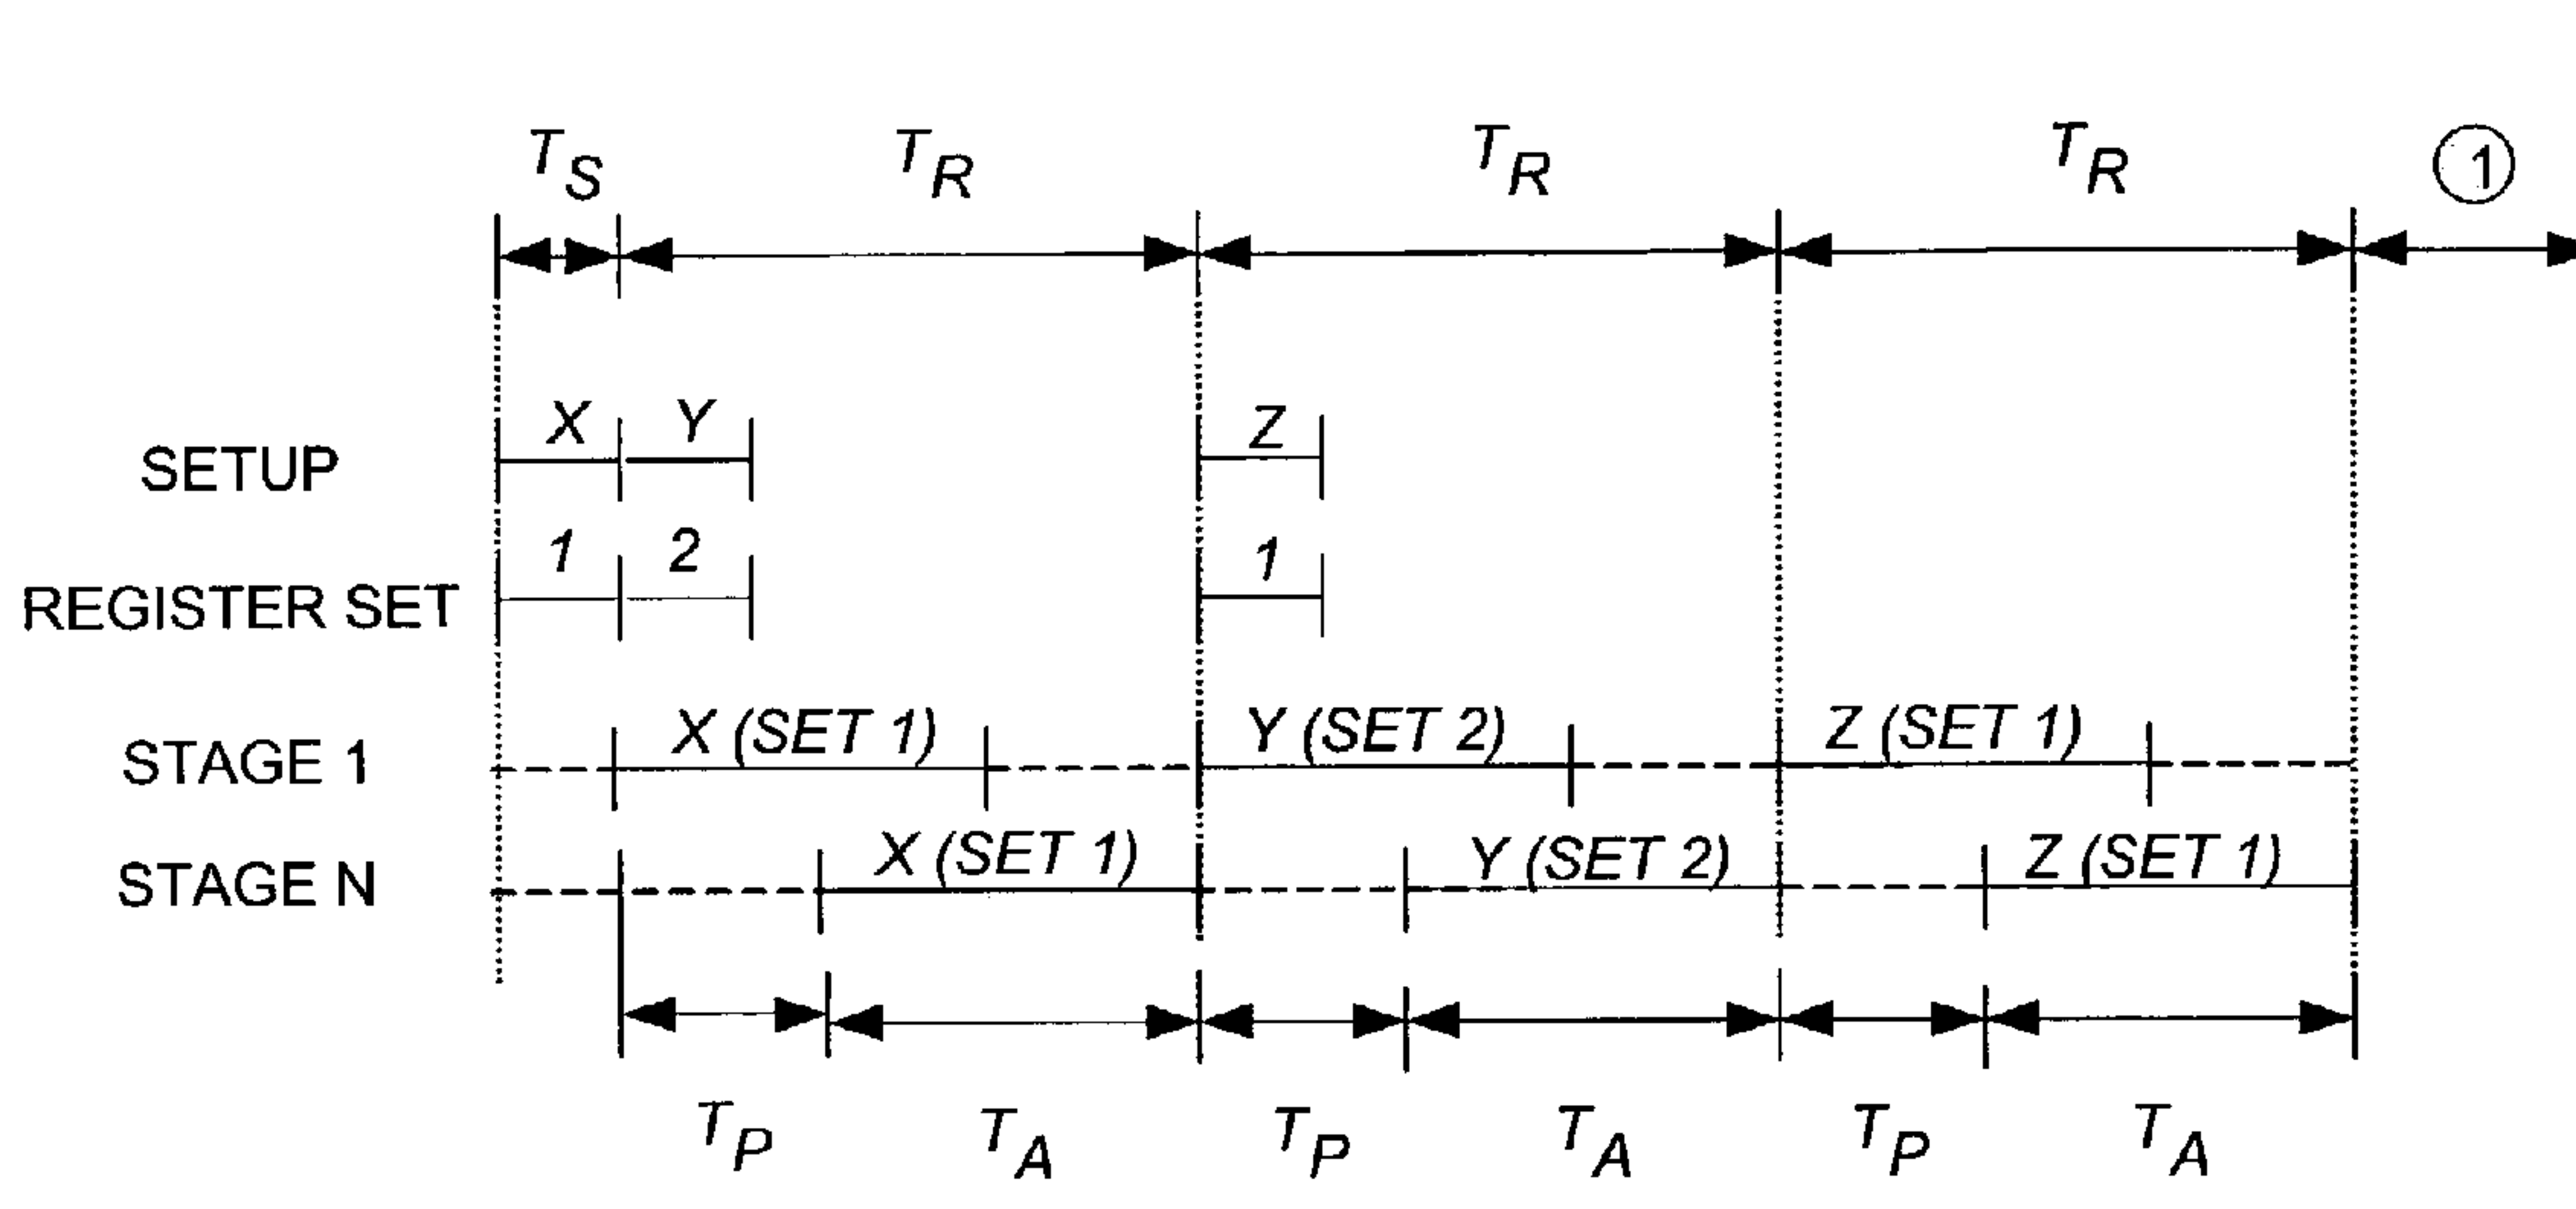 T_S T_R T_R T_R ①
SETUP X Y Z
REGISTER SET 1 2 1
STAGE 1 X (SET 1) Y (SET 2) Z (SET 1)
STAGE N X (SET 1) Y (SET 2) Z (SET 1)
T_P T_A T_P T_A T_P T_A